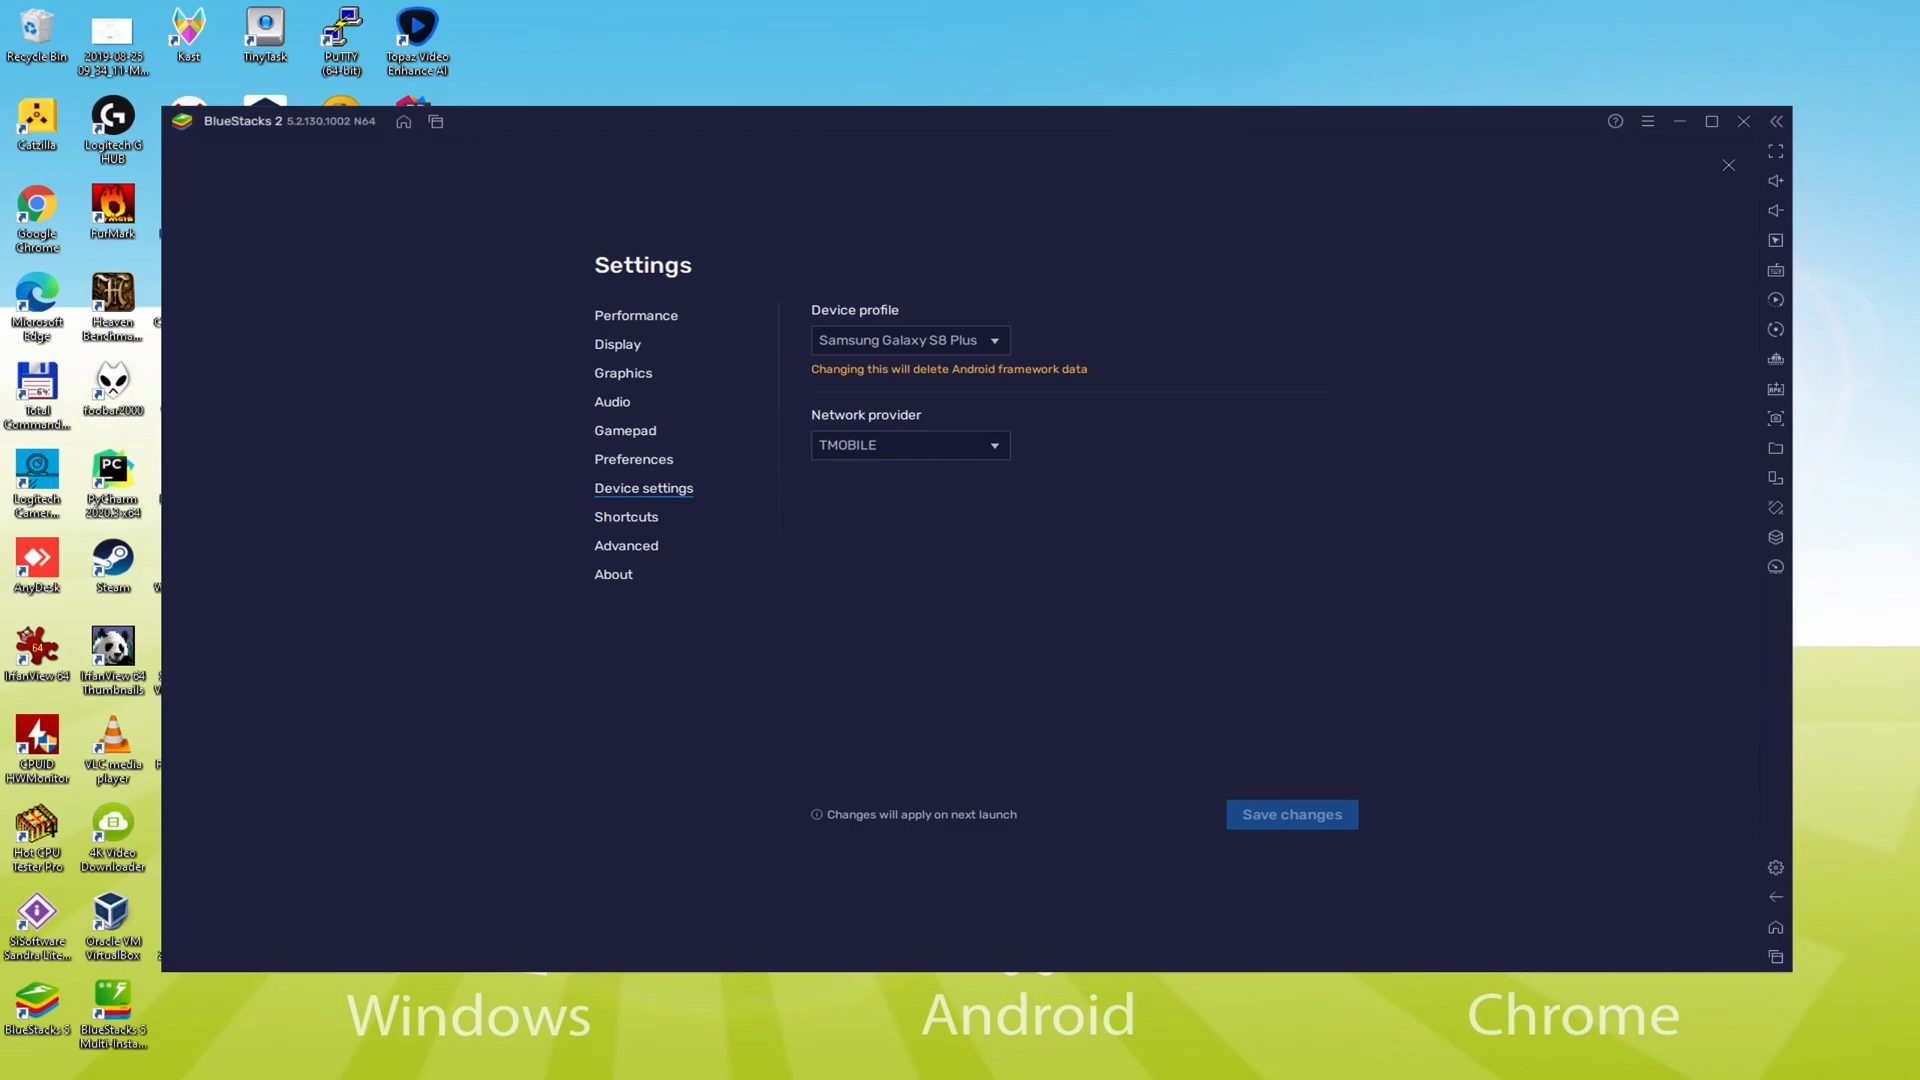 Recycle Bin
2019-08-25
09_34_11-M...
Kast
TinyTask
PuTTY
(64-bit)
Topaz Video
Enhance AI
Catzilla
Logitech G
HUB
Google
Chrome
FurMark
Microsoft
Edge
Heaven
Benchma...
Total
Command...
foobar2000
Logitech
Camer...
PyCharm
2020.3 x64
AnyDesk
Steam
IrfanView 64
IrfanView 64
Thumbnails
CPUID
HWMonitor
VLC media
player
Hot CPU
Tester Pro
4K Video
Downloader
SiSoftware
Sandra Lite...
Oracle VM
VirtualBox
BlueStacks 5
BlueStacks 5
Multi-Insta...
BlueStacks 2 5.2.130.1002 N64
Settings
Performance
Display
Graphics
Audio
Gamepad
Preferences
Device settings
Shortcuts
Advanced
About
Device profile
Samsung Galaxy S8 Plus
Changing this will delete Android framework data
Network provider
TMOBILE
Changes will apply on next launch
Save changes
Windows
Android
Chrome